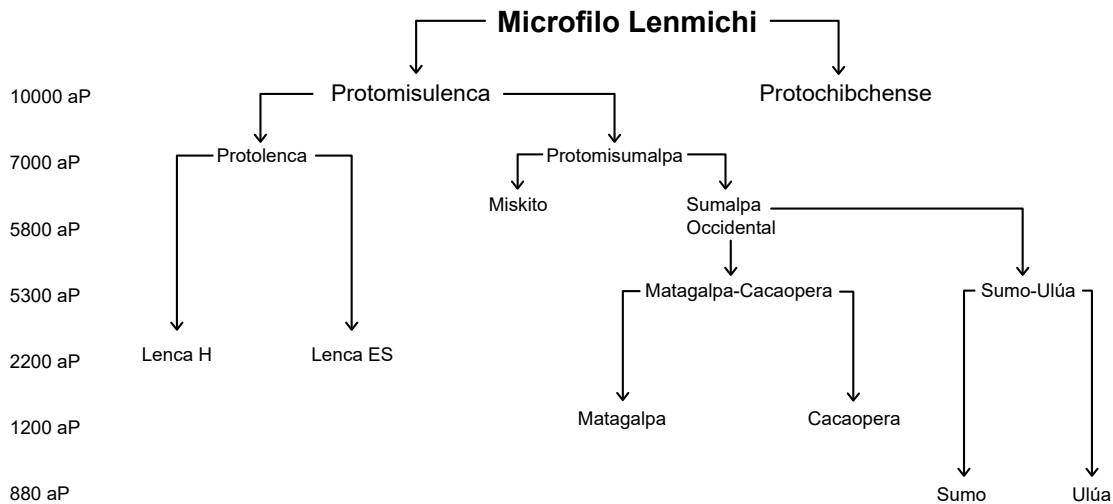 Microfilo Lenmichi
10000 aP
Protomisulenca
Protochibchense
7000 aP
Protolenca
Protomisumalpa
Miskito
Sumalpa
Occidental
5800 aP
5300 aP
Matagalpa-Cacaopera
Sumo-Ulúa
2200 aP
Lenca H
Lenca ES
1200 aP
Matagalpa
Cacaopera
880 aP
Sumo
Ulúa